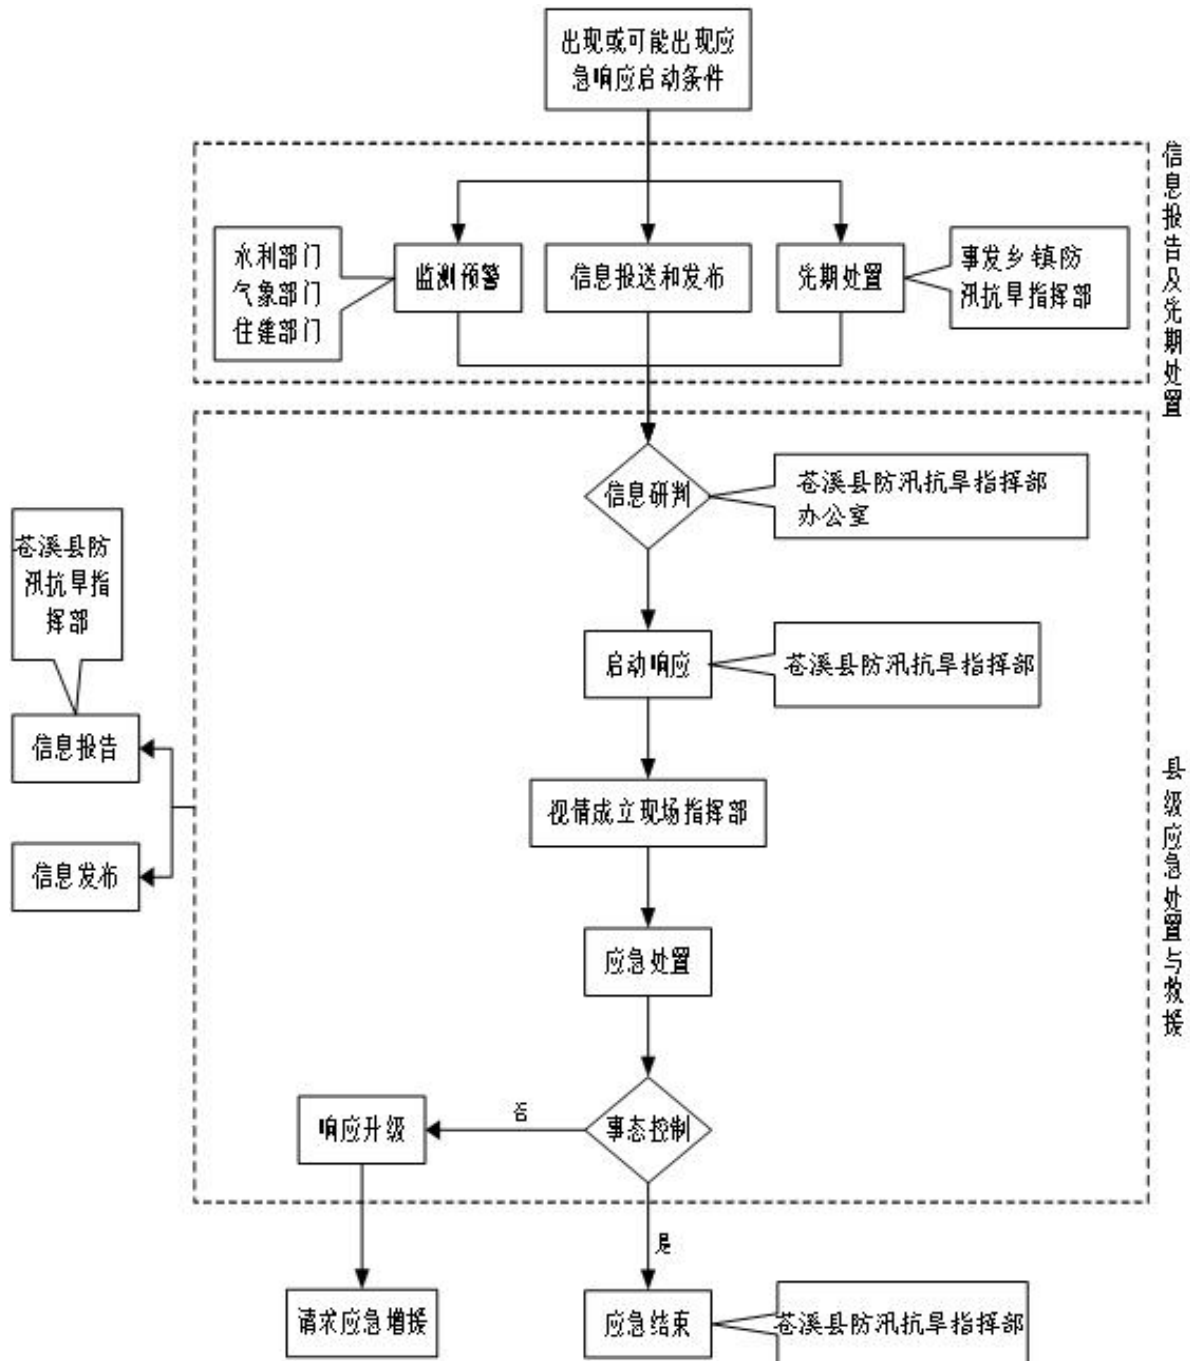 出现或可能出现应
急响应启动条件
信息报告及先期处置
水利部门
气象部门
住建部门
监测预警
信息报送和发布
先期处置
事发乡镇防
汛抗旱指挥部
信息研判
苍溪县防汛抗旱指挥部
办公室
苍溪县防
汛抗旱指
挥部
启动响应
苍溪县防汛抗旱指挥部
信息报告
视情成立现场指挥部
县级应急处置与救援
信息发布
应急处置
响应升级
否
事态控制
是
请求应急增援
应急结束
苍溪县防汛抗旱指挥部